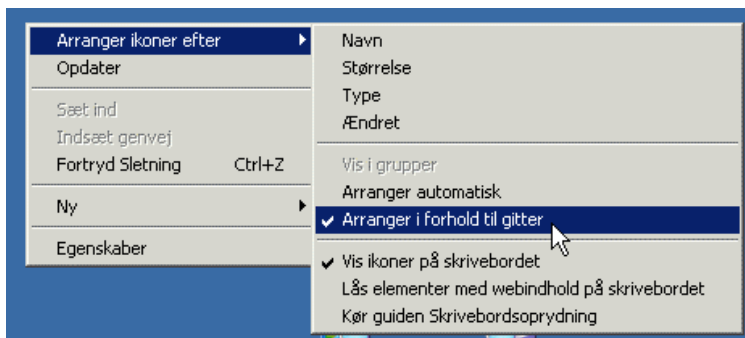 Arranger ikoner efter
Opdater
Sæt ind
Indsæt genvej
Fortryd Sletning Ctrl+Z
Ny
Egenskaber
Navn
Størrelse
Type
Ændret
Vis i grupper
Arranger automatisk
Arranger i forhold til gitter
Vis ikoner på skrivebordet
Lås elementer med webindhold på skrivebordet
Kør guiden Skrivebordsoprydning